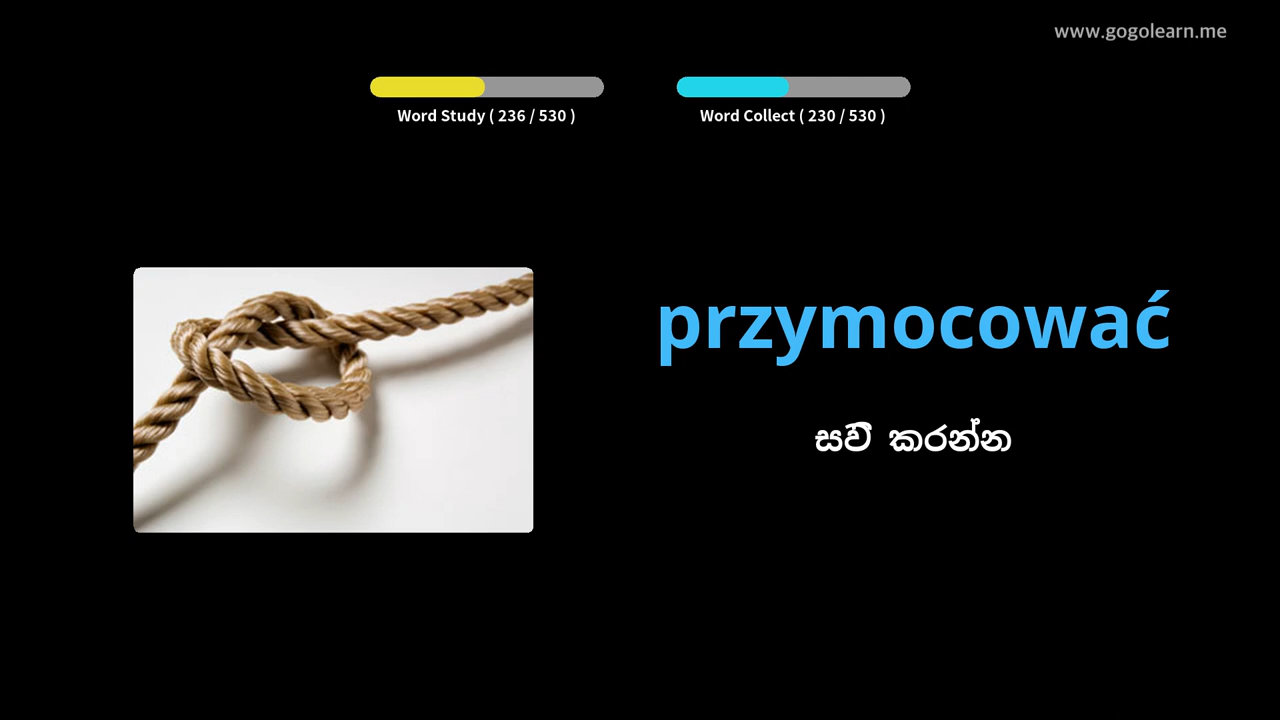 www.gogolearn.me
Word Study ( 236 / 530 )
Word Collect ( 230 / 530 )
przymocować
සවි කරන්න